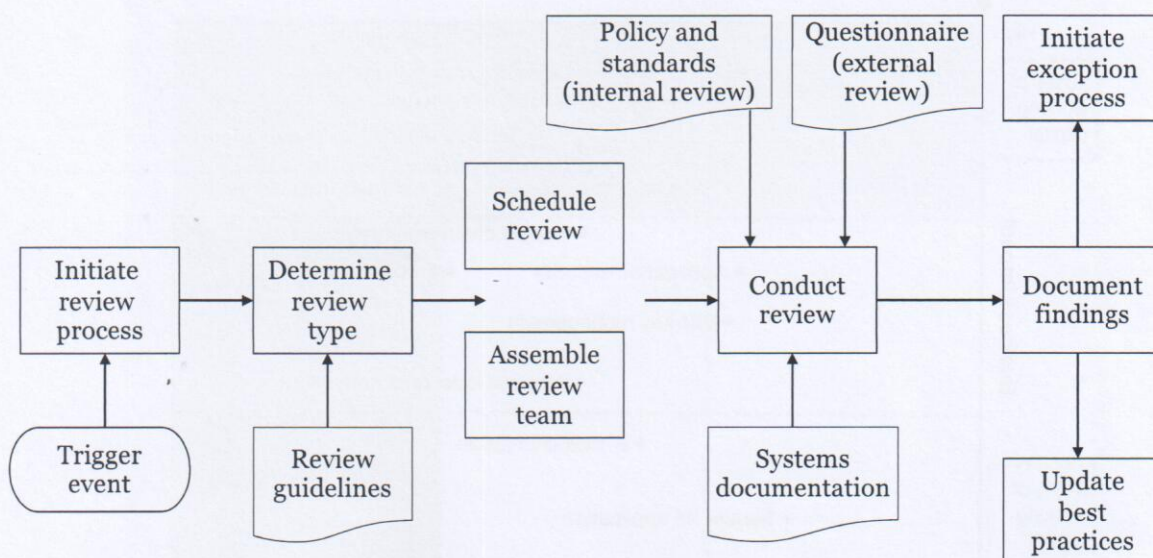 Policy and
standards
(internal review)
Questionnaire
(external
review)
Initiate
exception
process
Schedule
review
Initiate
review
process
Determine
review
type
Conduct
review
Document
findings
Assemble
review
team
Trigger
event
Review
guidelines
Systems
documentation
Update
best
practices